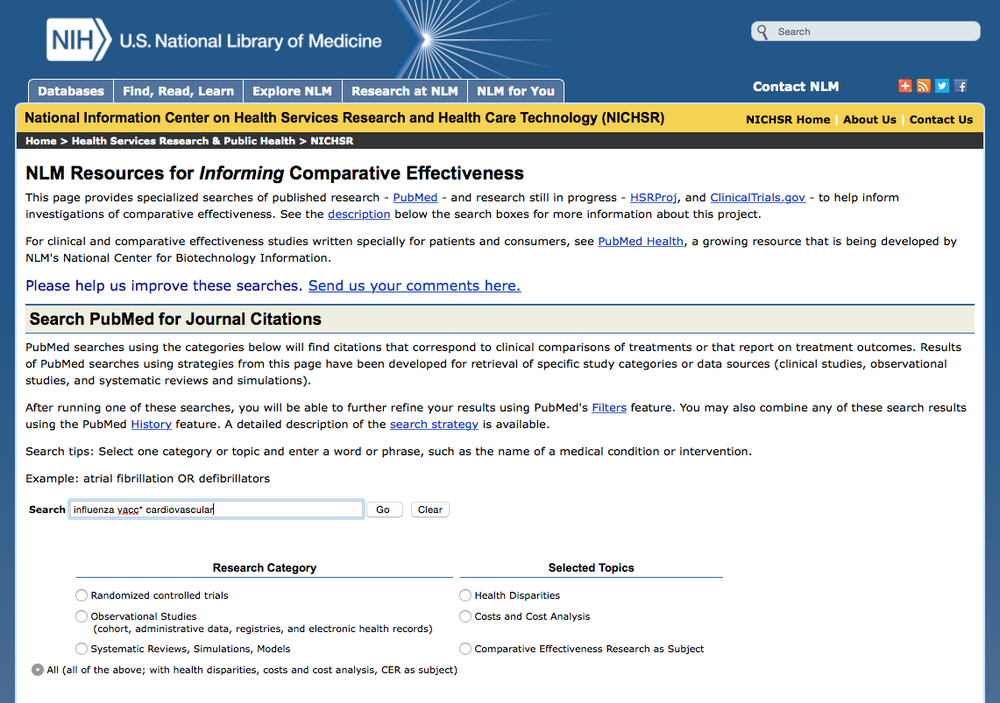 NIH U.S. National Library of Medicine
Search
Databases Find, Read, Learn Explore NLM Research at NLM NLM for You Contact NLM
National Information Center on Health Services Research and Health Care Technology (NICHSR) NICHSR Home | About Us | Contact Us
Home > Health Services Research & Public Health > NICHSR
NLM Resources for Informing Comparative Effectiveness
This page provides specialized searches of published research - PubMed - and research still in progress - HSRProj, and ClinicalTrials.gov - to help inform
investigations of comparative effectiveness. See the description below the search boxes for more information about this project.
For clinical and comparative effectiveness studies written specially for patients and consumers, see PubMed Health, a growing resource that is being developed by
NLM's National Center for Biotechnology Information.
Please help us improve these searches. Send us your comments here.
Search PubMed for Journal Citations
PubMed searches using the categories below will find citations that correspond to clinical comparisons of treatments or that report on treatment outcomes. Results
of PubMed searches using strategies from this page have been developed for retrieval of specific study categories or data sources (clinical studies, observational
studies, and systematic reviews and simulations).
After running one of these searches, you will be able to further refine your results using PubMed's Filters feature. You may also combine any of these search results
using the PubMed History feature. A detailed description of the search strategy is available.
Search tips: Select one category or topic and enter a word or phrase, such as the name of a medical condition or intervention.
Example: atrial fibrillation OR defibrillators
Search influenza vacc* cardiovascular Go Clear
Research Category Selected Topics
Randomized controlled trials Health Disparities
Observational Studies Costs and Cost Analysis
(cohort, administrative data, registries, and electronic health records)
Systematic Reviews, Simulations, Models Comparative Effectiveness Research as Subject
All (all of the above; with health disparities, costs and cost analysis, CER as subject)